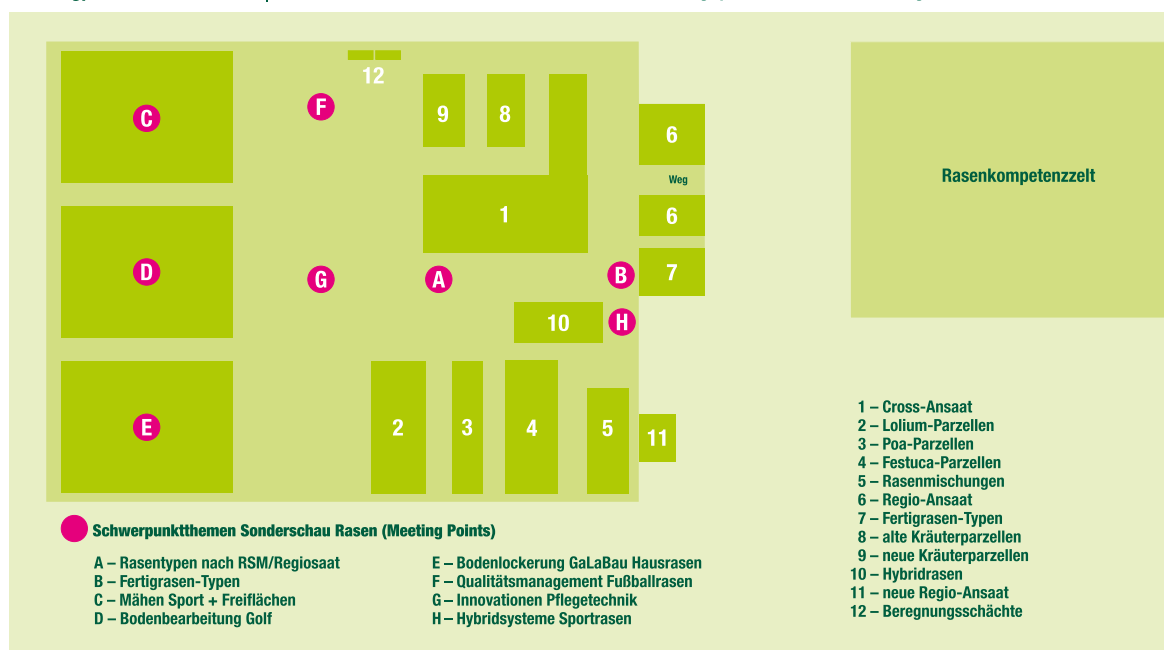 12
C
F
9
8
6
Weg
Rasenkompetenzzelt
1
6
D
G
A
B
7
10
H
E
2
3
4
5
11
1 – Cross-Ansaat
2 – Lolium-Parzellen
3 – Poa-Parzellen
4 – Festuca-Parzellen
5 – Rasenmischungen
6 – Regio-Ansaat
7 – Fertigrasen-Typen
8 – alte Kräuterparzellen
9 – neue Kräuterparzellen
10 – Hybridrasen
11 – neue Regio-Ansaat
12 – Beregnungsschächte
Schwerpunktthemen Sonderschau Rasen (Meeting Points)
A – Rasentypen nach RSM/Regiosaat
B – Fertigrasen-Typen
C – Mähen Sport + Freiflächen
D – Bodenbearbeitung Golf
E – Bodenlockerung GaLaBau Hausrasen
F – Qualitätsmanagement Fußballrasen
G – Innovationen Pflegetechnik
H – Hybridsysteme Sportrasen